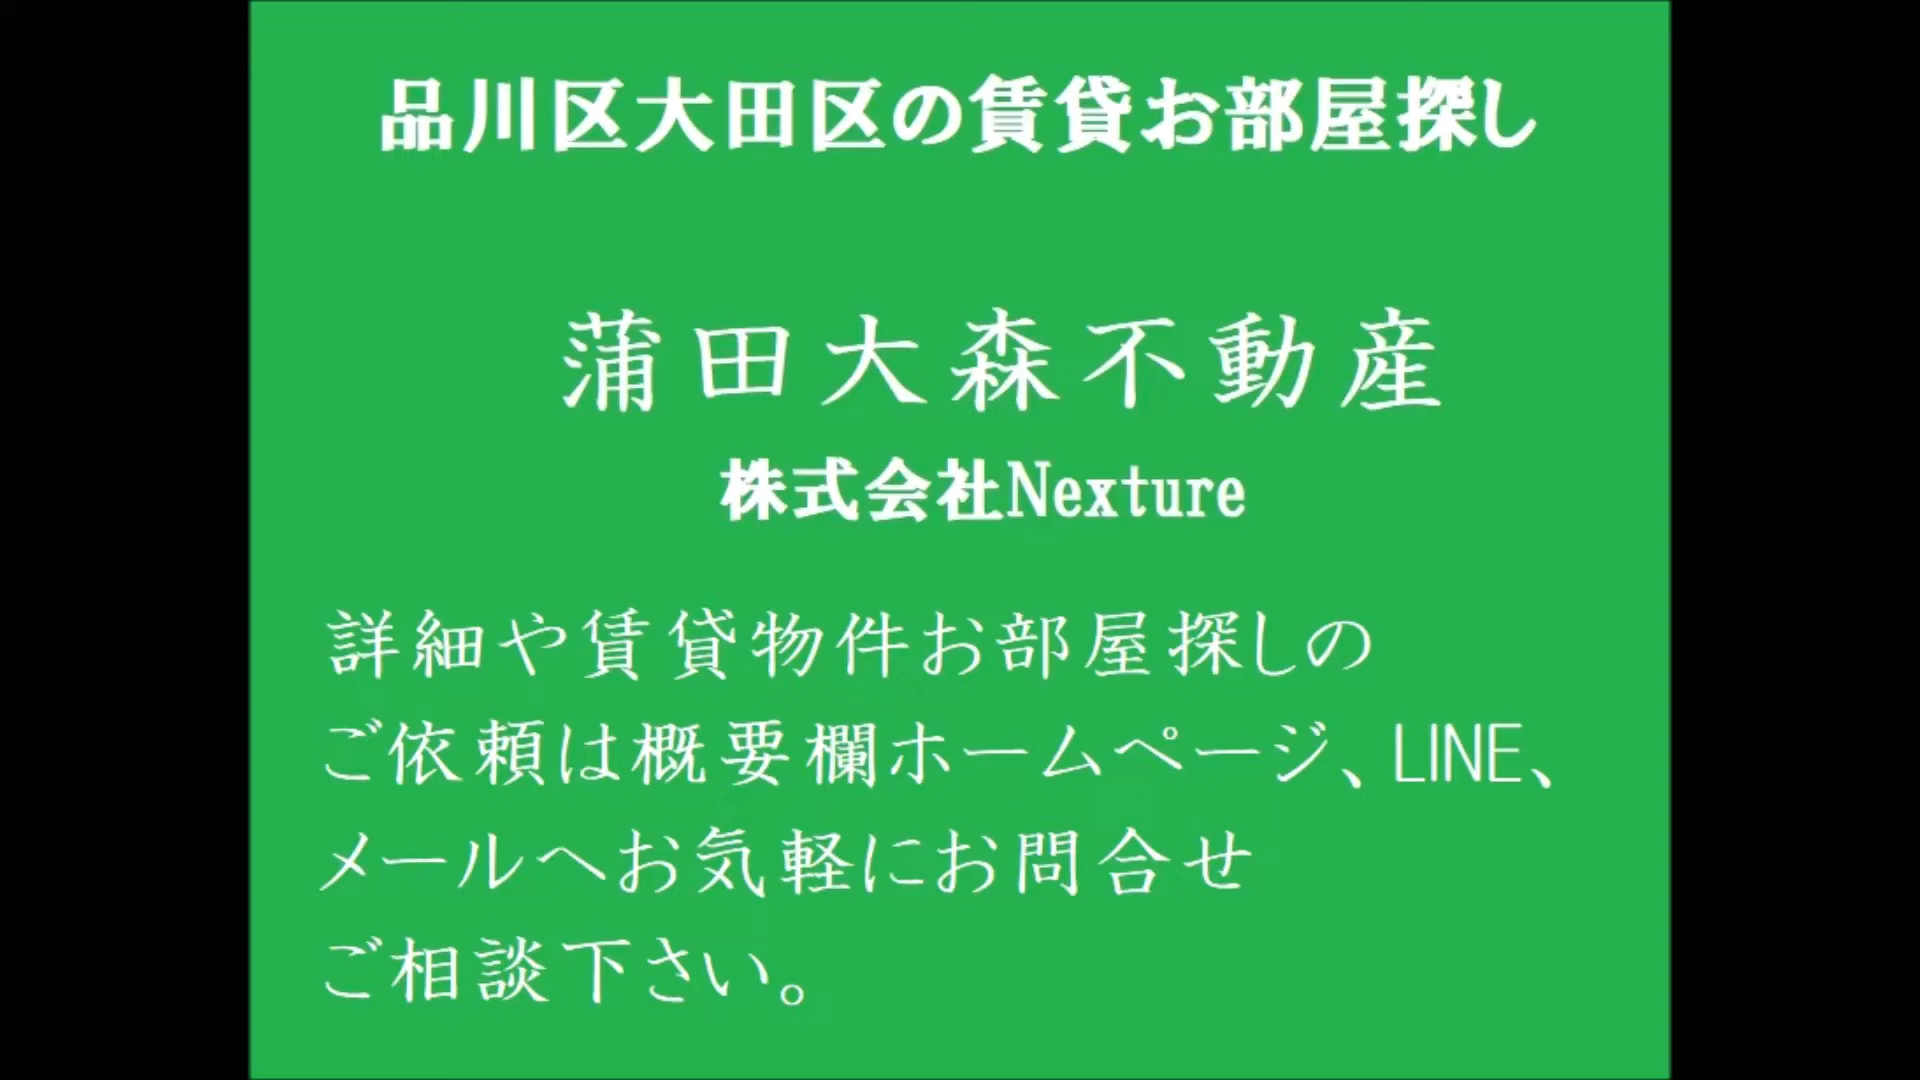 品川区大田区の賃貸お部屋探し
蒲田大森不動産
株式会社Nexture
詳細や賃貸物件お部屋探しの
ご依頼は概要欄ホームページ、LINE、
メールへお気軽にお問合せ
ご相談下さい。